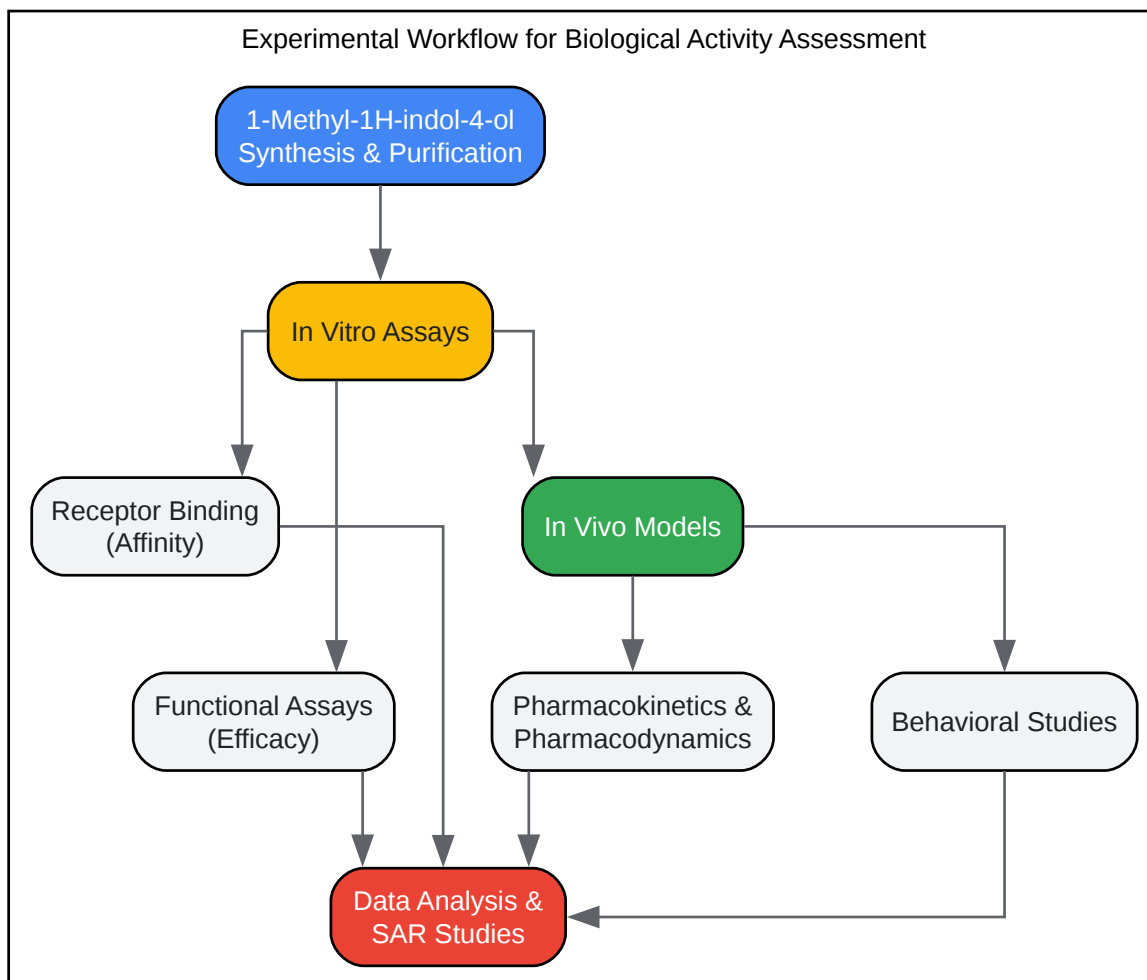 Experimental Workflow for Biological Activity Assessment
1-Methyl-1H-indol-4-ol
Synthesis & Purification
In Vitro Assays
Receptor Binding
(Affinity)
In Vivo Models
Functional Assays
(Efficacy)
Pharmacokinetics &
Pharmacodynamics
Behavioral Studies
Data Analysis &
SAR Studies